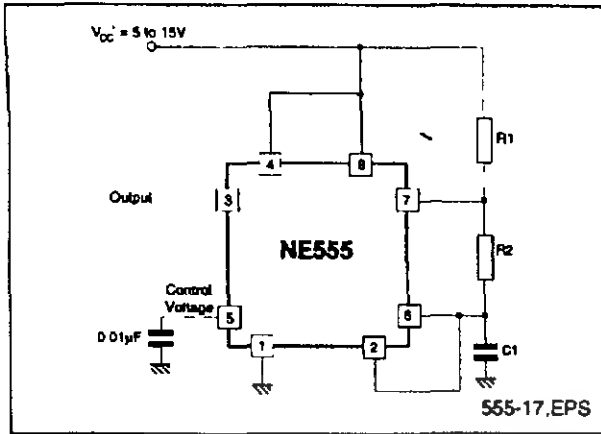 VCC = 5 to 15V
R1
4
8
Output
3
7
NE555
R2
Control
Voltage
5
6
0.01µF
1
2
C1
555-17,EPS